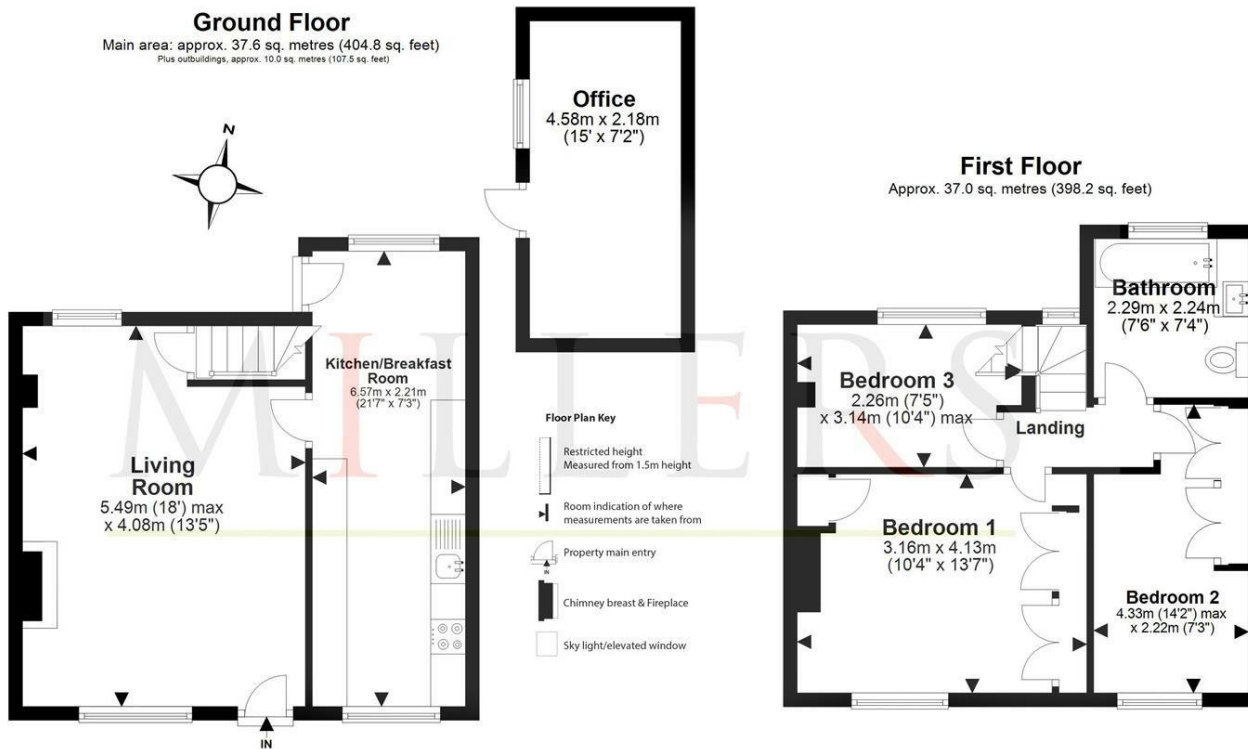 Ground Floor
Main area: approx. 37.6 sq. metres (404.8 sq. feet)
Plus outbuildings, approx. 10.0 sq. metres (107.5 sq. feet)
N
Office
4.58m x 2.18m
(15' x 7'2")
Kitchen/Breakfast
Room
6.57m x 2.21m
(21'7" x 7'3")
Living
Room
5.49m (18') max
x 4.08m (13'5")
IN
Floor Plan Key
Restricted height
Measured from 1.5m height
Room indication of where
measurements are taken from
Property main entry
IN
Chimney breast & Fireplace
Sky light/elevated window
First Floor
Approx. 37.0 sq. metres (398.2 sq. feet)
Bathroom
2.29m x 2.24m
(7'6" x 7'4")
Bedroom 3
2.26m (7'5")
x 3.14m (10'4") max
Landing
Bedroom 1
3.16m x 4.13m
(10'4" x 13'7")
Bedroom 2
4.33m (14'2") max
x 2.22m (7'3")
MILLERS